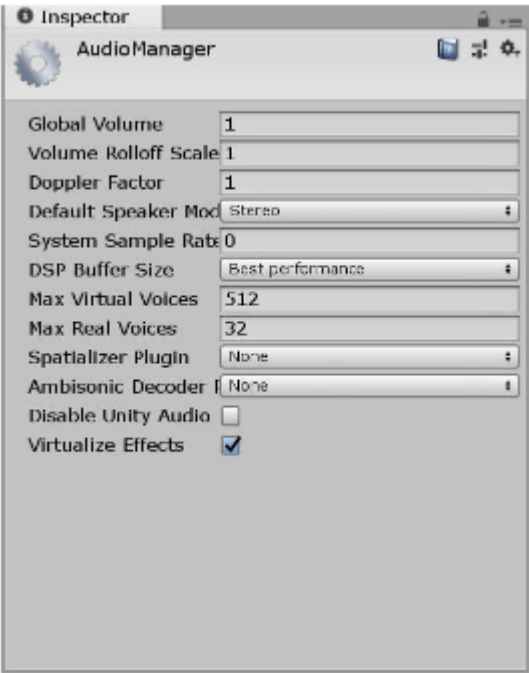 Inspector
AudioManager
Global Volume 1
Volume Rolloff Scale 1
Doppler Factor 1
Default Speaker Mod Stereo
System Sample Rate 0
DSP Buffer Size Best performance
Max Virtual Voices 512
Max Real Voices 32
Spatializer Plugin None
Ambisonic Decoder None
Disable Unity Audio
Virtualize Effects